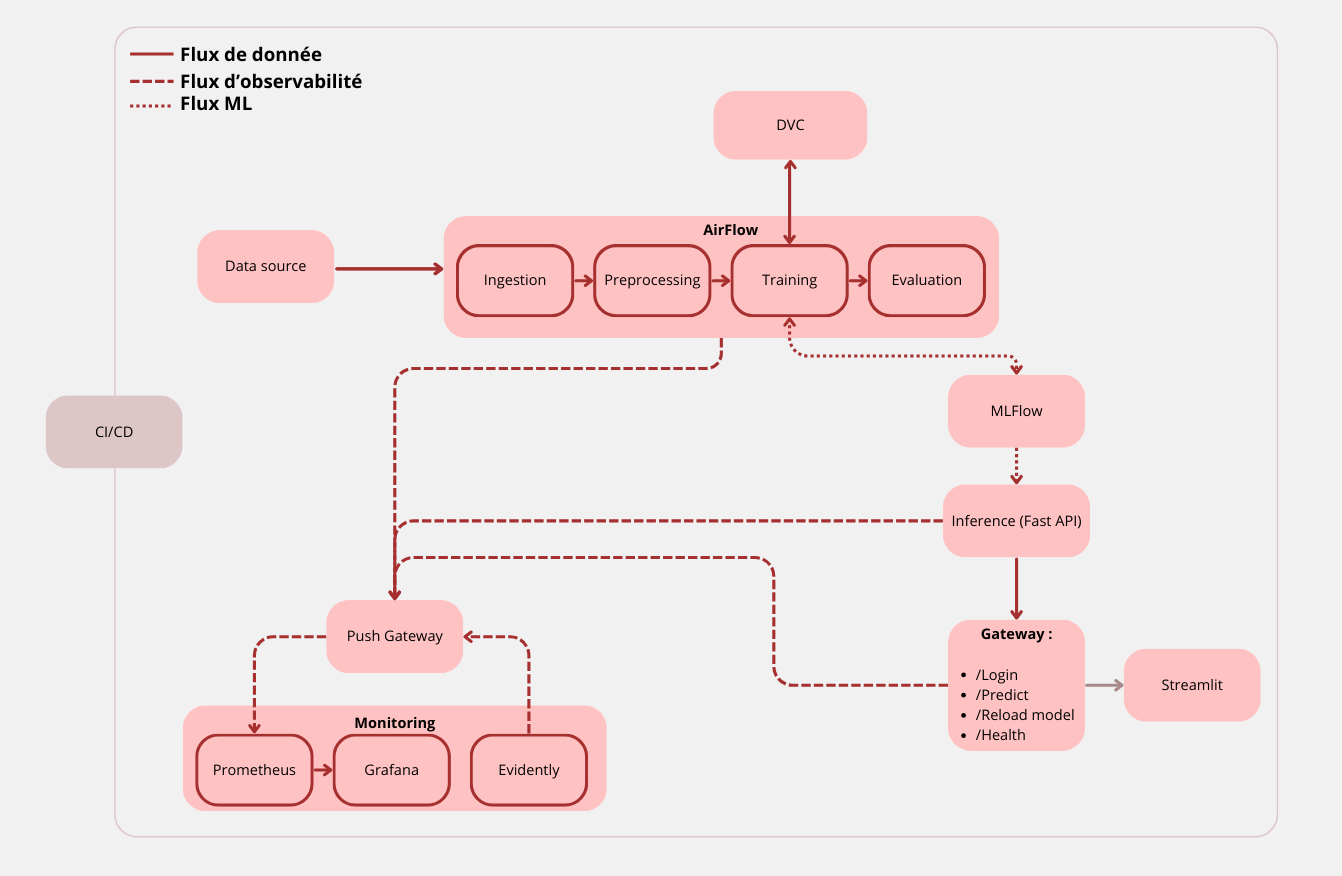 Flux de donnée
Flux d’observabilité
Flux ML
DVC
Data source
AirFlow
Ingestion
Preprocessing
Training
Evaluation
CI/CD
MLFlow
Inference (Fast API)
Push Gateway
Gateway :
• /Login
• /Predict
• /Reload model
• /Health
Streamlit
Monitoring
Prometheus
Grafana
Evidently